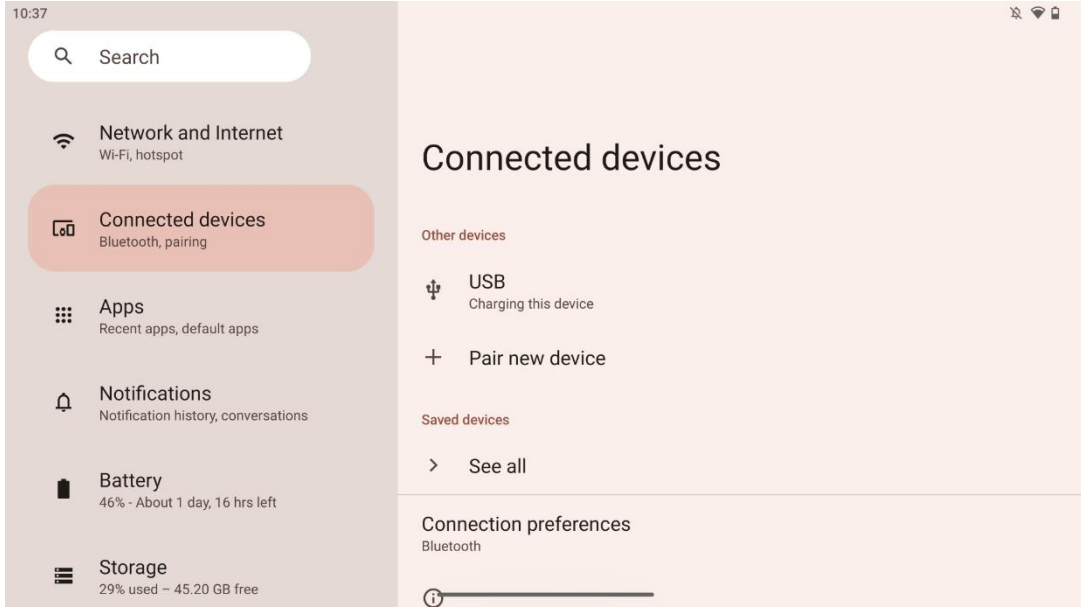 10:37
Search
Network and Internet
Wi-Fi, hotspot
Connected devices
Bluetooth, pairing
Apps
Recent apps, default apps
Notifications
Notification history, conversations
Battery
46% - About 1 day, 16 hrs left
Storage
29% used – 45.20 GB free
Connected devices
Other devices
USB
Charging this device
Pair new device
Saved devices
See all
Connection preferences
Bluetooth